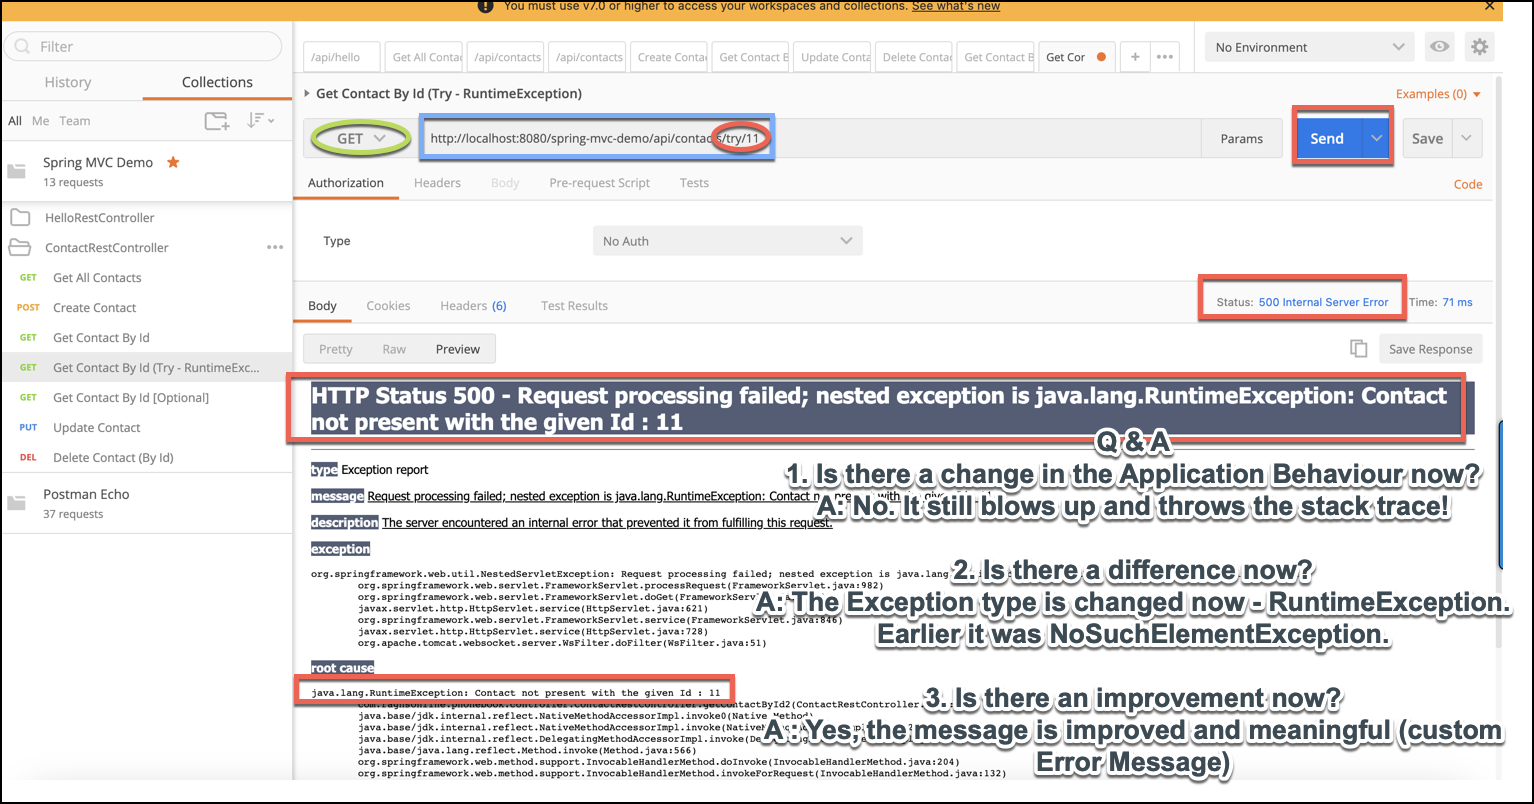 You must use v7.0 or higher to access your workspaces and collections. See what's new
Filter
History Collections
All Me Team
Spring MVC Demo
13 requests
HelloRestController
ContactRestController
GET Get All Contacts
POST Create Contact
GET Get Contact By Id
GET Get Contact By Id (Try - RuntimeExc...
GET Get Contact By Id [Optional]
PUT Update Contact
DEL Delete Contact (By Id)
Postman Echo
37 requests
/api/hello Get All Contac /api/contacts /api/contacts Create Contac Get Contact B Update Conta Delete Contac Get Contact B Get Cor + •••
No Environment
Get Contact By Id (Try - RuntimeException)
Examples (0)
GET http://localhost:8080/spring-mvc-demo/api/contacts/try/11 Params Send Save
Authorization Headers Body Pre-request Script Tests
Code
Type No Auth
Body Cookies Headers (6) Test Results
Status: 500 Internal Server Error Time: 71 ms
Pretty Raw Preview Save Response
HTTP Status 500 - Request processing failed; nested exception is java.lang.RuntimeException: Contact
not present with the given Id : 11
type Exception report
message Request processing failed; nested exception is java.lang.RuntimeException: Contact
description The server encountered an internal error that prevented it from fulfilling this request.
exception
org.springframework.web.util.NestedServletException: Request processing failed; nested exception is java.lang.
org.springframework.web.servlet.FrameworkServlet.processRequest(FrameworkServlet.java:982)
org.springframework.web.servlet.FrameworkServlet.doGet(FrameworkServlet
javax.servlet.http.HttpServlet.service(HttpServlet.java:621)
org.springframework.web.servlet.FrameworkServlet.service(FrameworkServlet.java:846)
javax.servlet.http.HttpServlet.service(HttpServlet.java:728)
org.apache.tomcat.websocket.server.WsFilter.doFilter(WsFilter.java:51)
root cause
java.lang.RuntimeException: Contact not present with the given Id : 11
com.raghsonline.phonebook.controller.ContactRestController.getContactById2(ContactRestController.
java.base/jdk.internal.reflect.NativeMethodAccessorImpl.invoke0(Native Method)
java.base/jdk.internal.reflect.NativeMethodAccessorImpl.invoke(
java.base/jdk.internal.reflect.DelegatingMethodAccessorImpl.invoke(
java.base/java.lang.reflect.Method.invoke(Method.java:566)
org.springframework.web.method.support.InvocableHandlerMethod.doInvoke(InvocableHandlerMethod.java:204)
org.springframework.web.method.support.InvocableHandlerMethod.invokeForRequest(InvocableHandlerMethod.java:132)
Q & A
1. Is there a change in the Application Behaviour now?
A: No. It still blows up and throws the stack trace!
2. Is there a difference now?
A: The Exception type is changed now - RuntimeException.
Earlier it was NoSuchElementException.
3. Is there an improvement now?
A : Yes, the message is improved and meaningful (custom
Error Message)